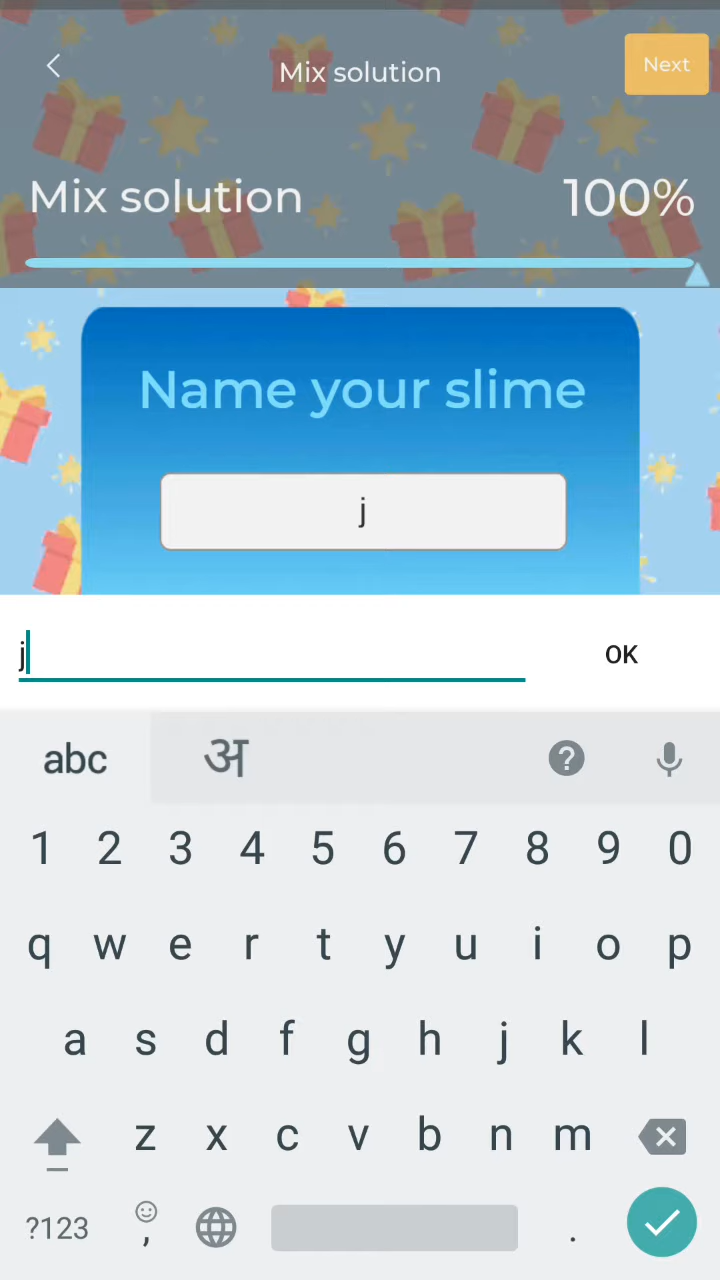 Mix solution
Next
Mix solution
100%
Name your slime
j
j
OK
abc
अ
1 2 3 4 5 6 7 8 9 0
q w e r t y u i o p
a s d f g h j k l
z x c v b n m
?123 , .